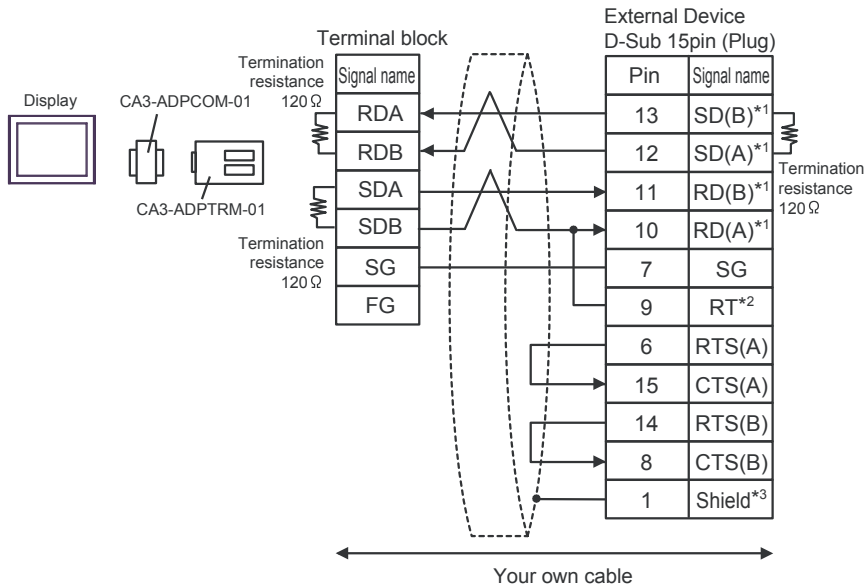 External Device
D-Sub 15pin (Plug)
Terminal block
Termination
resistance
120Ω
Signal name
Pin
Signal name
Display
CA3-ADPCOM-01
RDA
13
SD(B)*1
RDB
12
SD(A)*1
Termination
resistance
120Ω
SDA
11
RD(B)*1
CA3-ADPTRM-01
SDB
10
RD(A)*1
Termination
resistance
120Ω
SG
7
SG
FG
9
RT*2
6
RTS(A)
15
CTS(A)
14
RTS(B)
8
CTS(B)
1
Shield*3
Your own cable